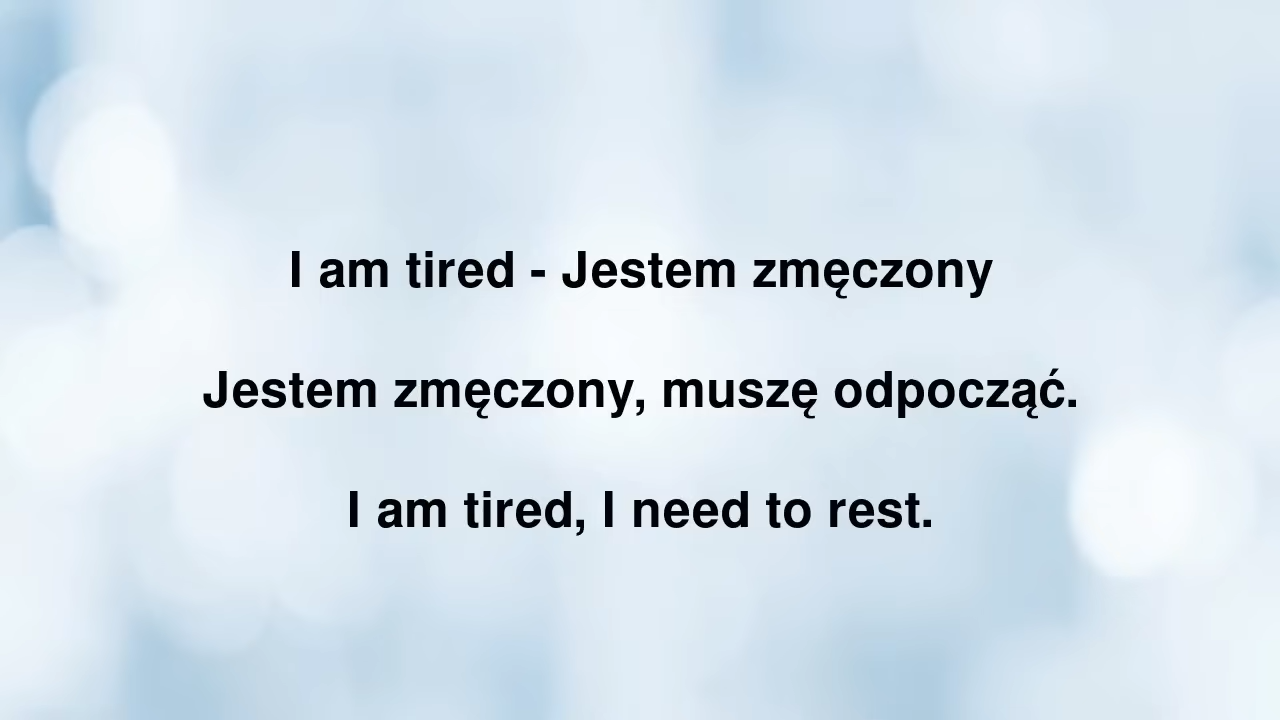 I am tired - Jestem zmęczony
Jestem zmęczony, muszę odpocząć.
I am tired, I need to rest.